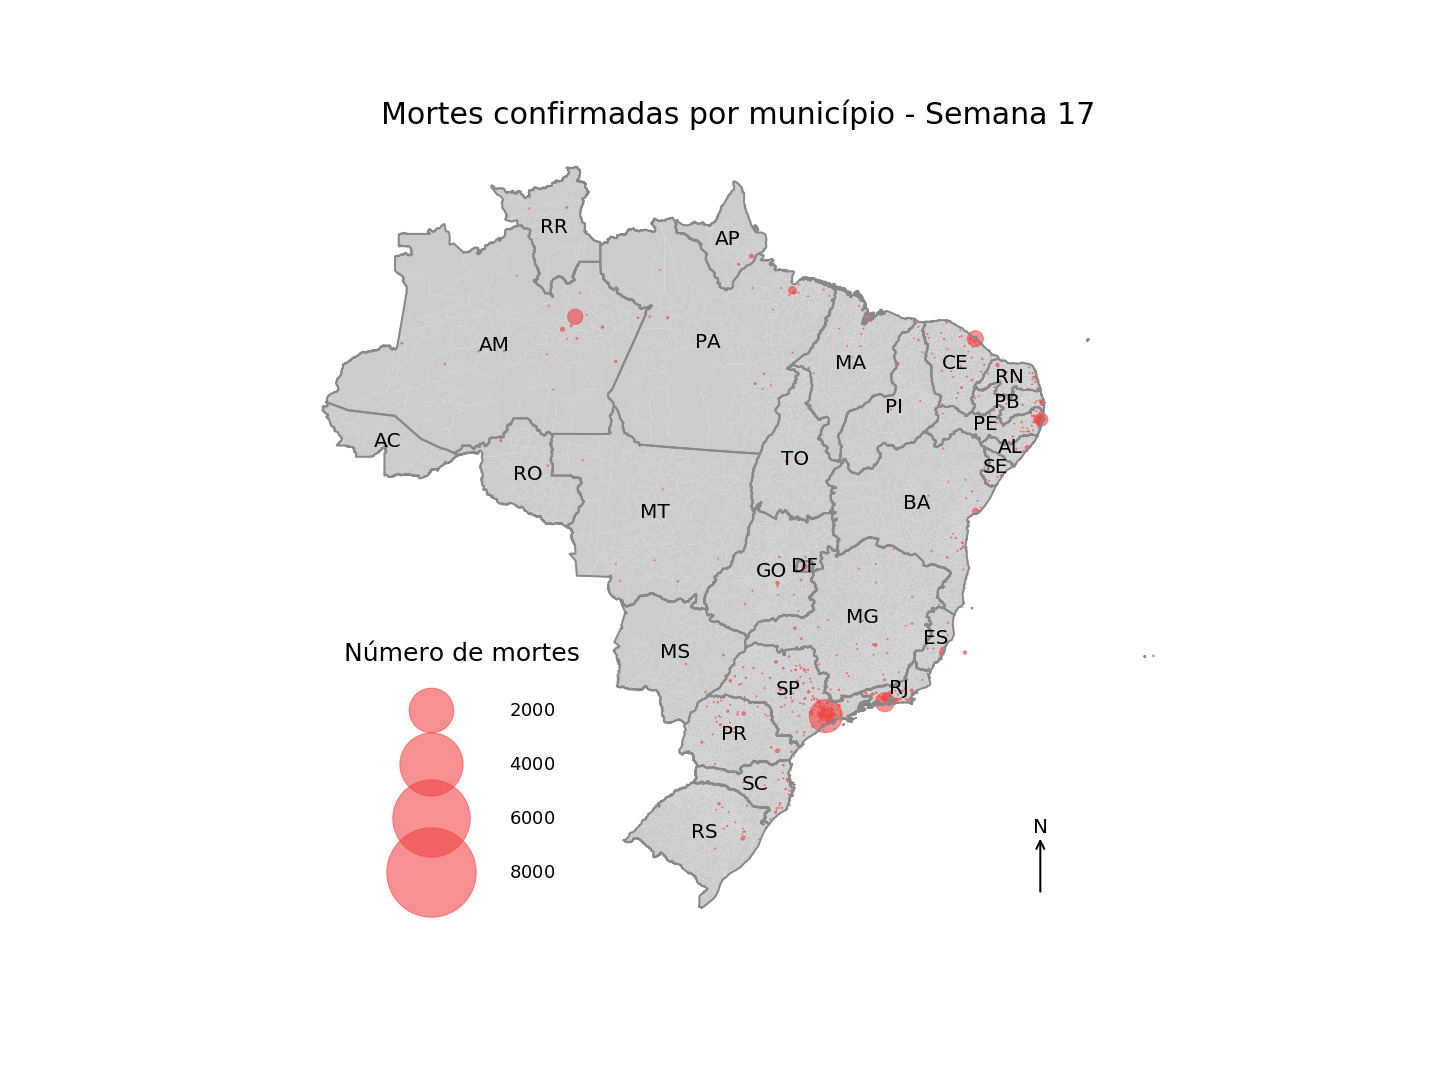 Mortes confirmadas por município - Semana 17
RR
AP
AM
PA
MA
CE
RN
PB
PI
PE
AC
AL
TO
SE
RO
BA
MT
GO
DF
MG
ES
MS
Número de mortes
SP
RJ
2000
PR
4000
SC
6000
RS
N
8000